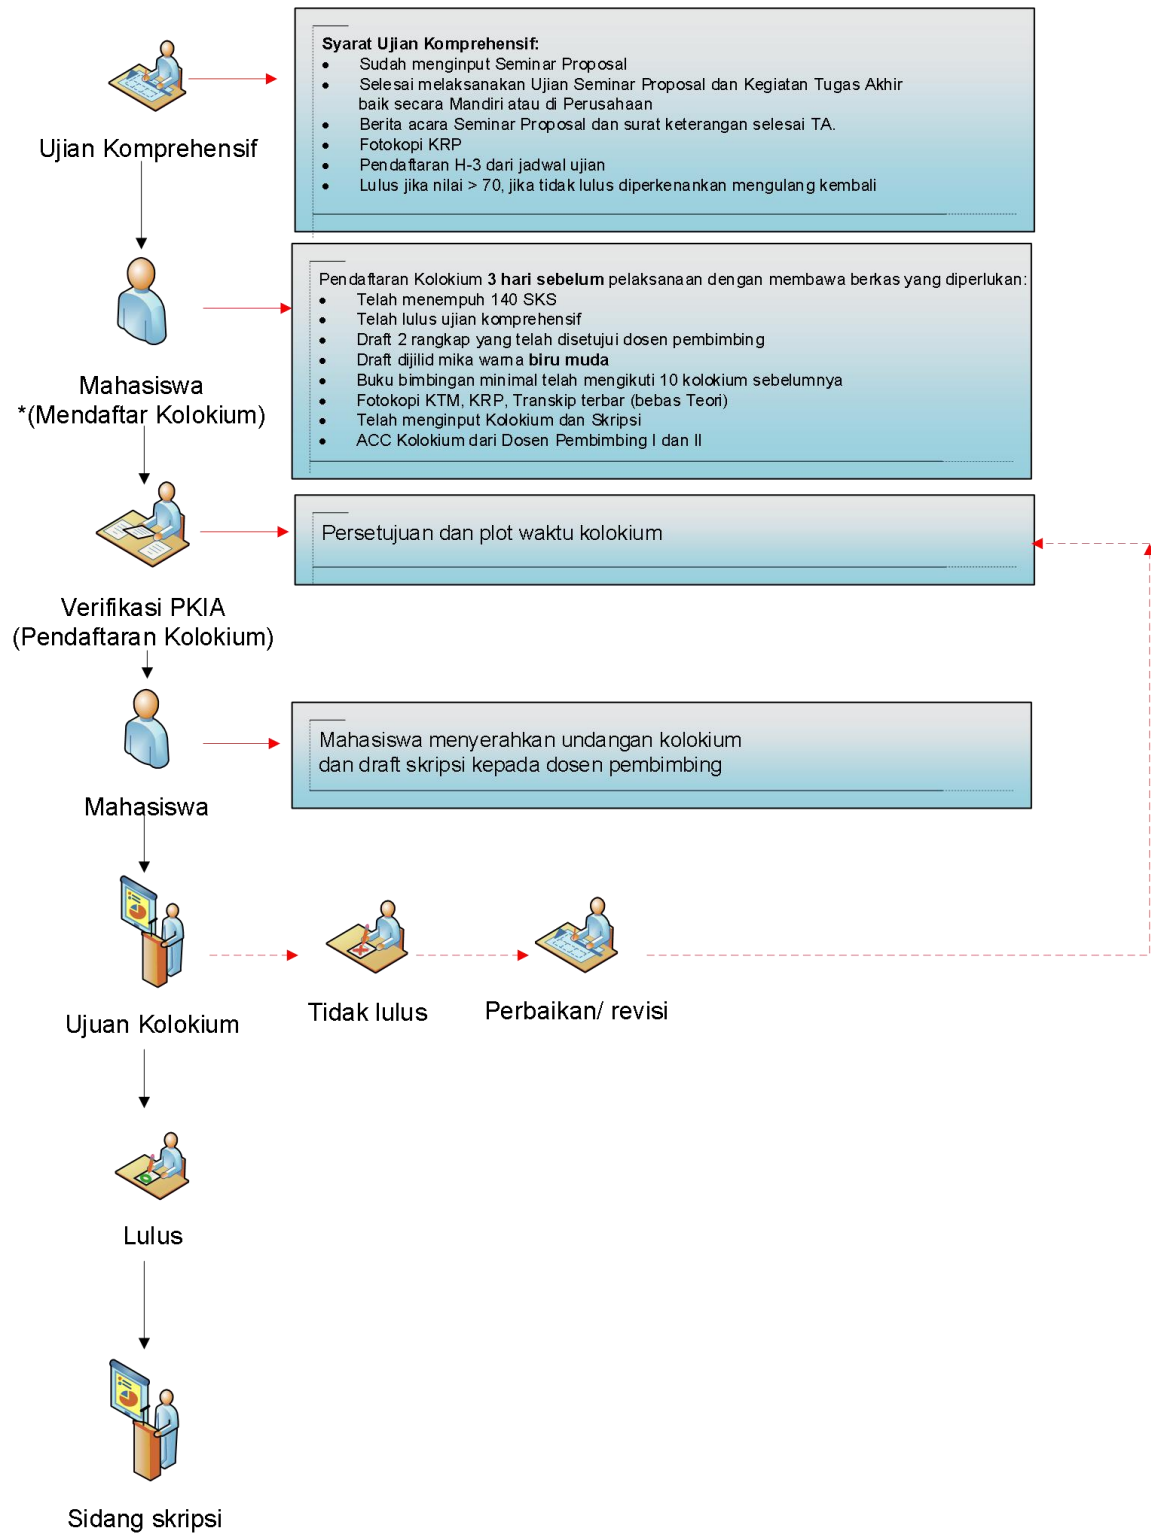 Syarat Ujian Komprehensif:
• Sudah menginput Seminar Proposal
• Selesai melaksanakan Ujian Seminar Proposal dan Kegiatan Tugas Akhir
baik secara Mandiri atau di Perusahaan
• Berita acara Seminar Proposal dan surat keterangan selesai TA.
• Fotokopi KRP
• Pendaftaran H-3 dari jadwal ujian
• Lulus jika nilai > 70, jika tidak lulus diperkenankan mengulang kembali
Ujian Komprehensif
Pendaftaran Kolokium 3 hari sebelum pelaksanaan dengan membawa berkas yang diperlukan:
• Telah menempuh 140 SKS
• Telah lulus ujian komprehensif
• Draft 2 rangkap yang telah disetujui dosen pembimbing
• Draft dijilid mika warna biru muda
• Buku bimbingan minimal telah mengikuti 10 kolokium sebelumnya
• Fotokopi KTM, KRP, Transkip terbar (bebas Teori)
• Telah menginput Kolokium dan Skripsi
• ACC Kolokium dari Dosen Pembimbing I dan II
Mahasiswa
*(Mendaftar Kolokium)
Persetujuan dan plot waktu kolokium
Verifikasi PKIA
(Pendaftaran Kolokium)
Mahasiswa menyerahkan undangan kolokium
dan draft skripsi kepada dosen pembimbing
Mahasiswa
Ujuan Kolokium
Tidak lulus
Perbaikan/ revisi
Lulus
Sidang skripsi